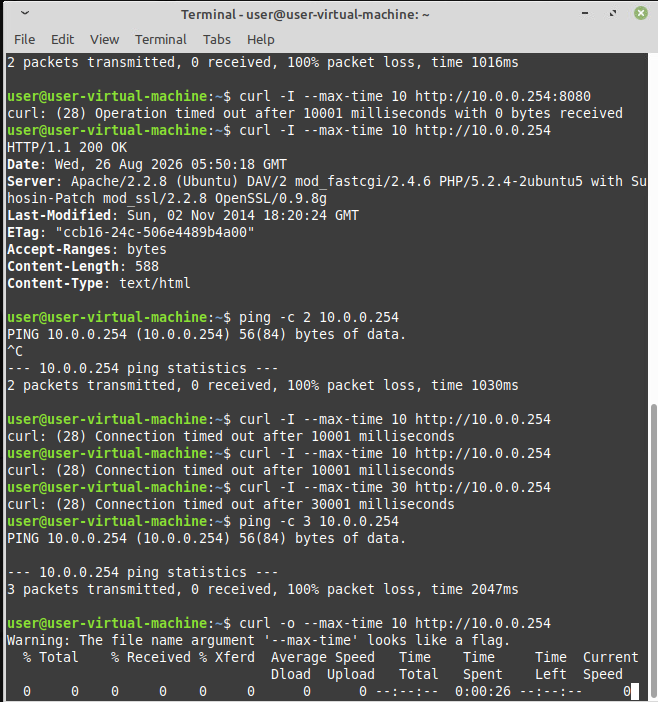 Terminal - user@user-virtual-machine: ~
File Edit View Terminal Tabs Help
2 packets transmitted, 0 received, 100% packet loss, time 1016ms
user@user-virtual-machine:~$ curl -I --max-time 10 http://10.0.0.254:8080
curl: (28) Operation timed out after 10001 milliseconds with 0 bytes received
user@user-virtual-machine:~$ curl -I --max-time 10 http://10.0.0.254
HTTP/1.1 200 OK
Date: Wed, 26 Aug 2026 05:50:18 GMT
Server: Apache/2.2.8 (Ubuntu) DAV/2 mod_fastcgi/2.4.6 PHP/5.2.4-2ubuntu5 with Su
hosin-Patch mod_ssl/2.2.8 OpenSSL/0.9.8g
Last-Modified: Sun, 02 Nov 2014 18:20:24 GMT
ETag: "ccb16-24c-506e4489b4a00"
Accept-Ranges: bytes
Content-Length: 588
Content-Type: text/html
user@user-virtual-machine:~$ ping -c 2 10.0.0.254
PING 10.0.0.254 (10.0.0.254) 56(84) bytes of data.
^C
--- 10.0.0.254 ping statistics ---
2 packets transmitted, 0 received, 100% packet loss, time 1030ms
user@user-virtual-machine:~$ curl -I --max-time 10 http://10.0.0.254
curl: (28) Connection timed out after 10001 milliseconds
user@user-virtual-machine:~$ curl -I --max-time 10 http://10.0.0.254
curl: (28) Connection timed out after 10001 milliseconds
user@user-virtual-machine:~$ curl -I --max-time 30 http://10.0.0.254
curl: (28) Connection timed out after 30001 milliseconds
user@user-virtual-machine:~$ ping -c 3 10.0.0.254
PING 10.0.0.254 (10.0.0.254) 56(84) bytes of data.
--- 10.0.0.254 ping statistics ---
3 packets transmitted, 0 received, 100% packet loss, time 2047ms
user@user-virtual-machine:~$ curl -o --max-time 10 http://10.0.0.254
Warning: The file name argument '--max-time' looks like a flag.
% Total % Received % Xferd Average Speed Time Time Time Current
Dload Upload Total Spent Left Speed
0 0 0 0 0 0 0 0 --:--:-- 0:00:26 --:--:-- 0